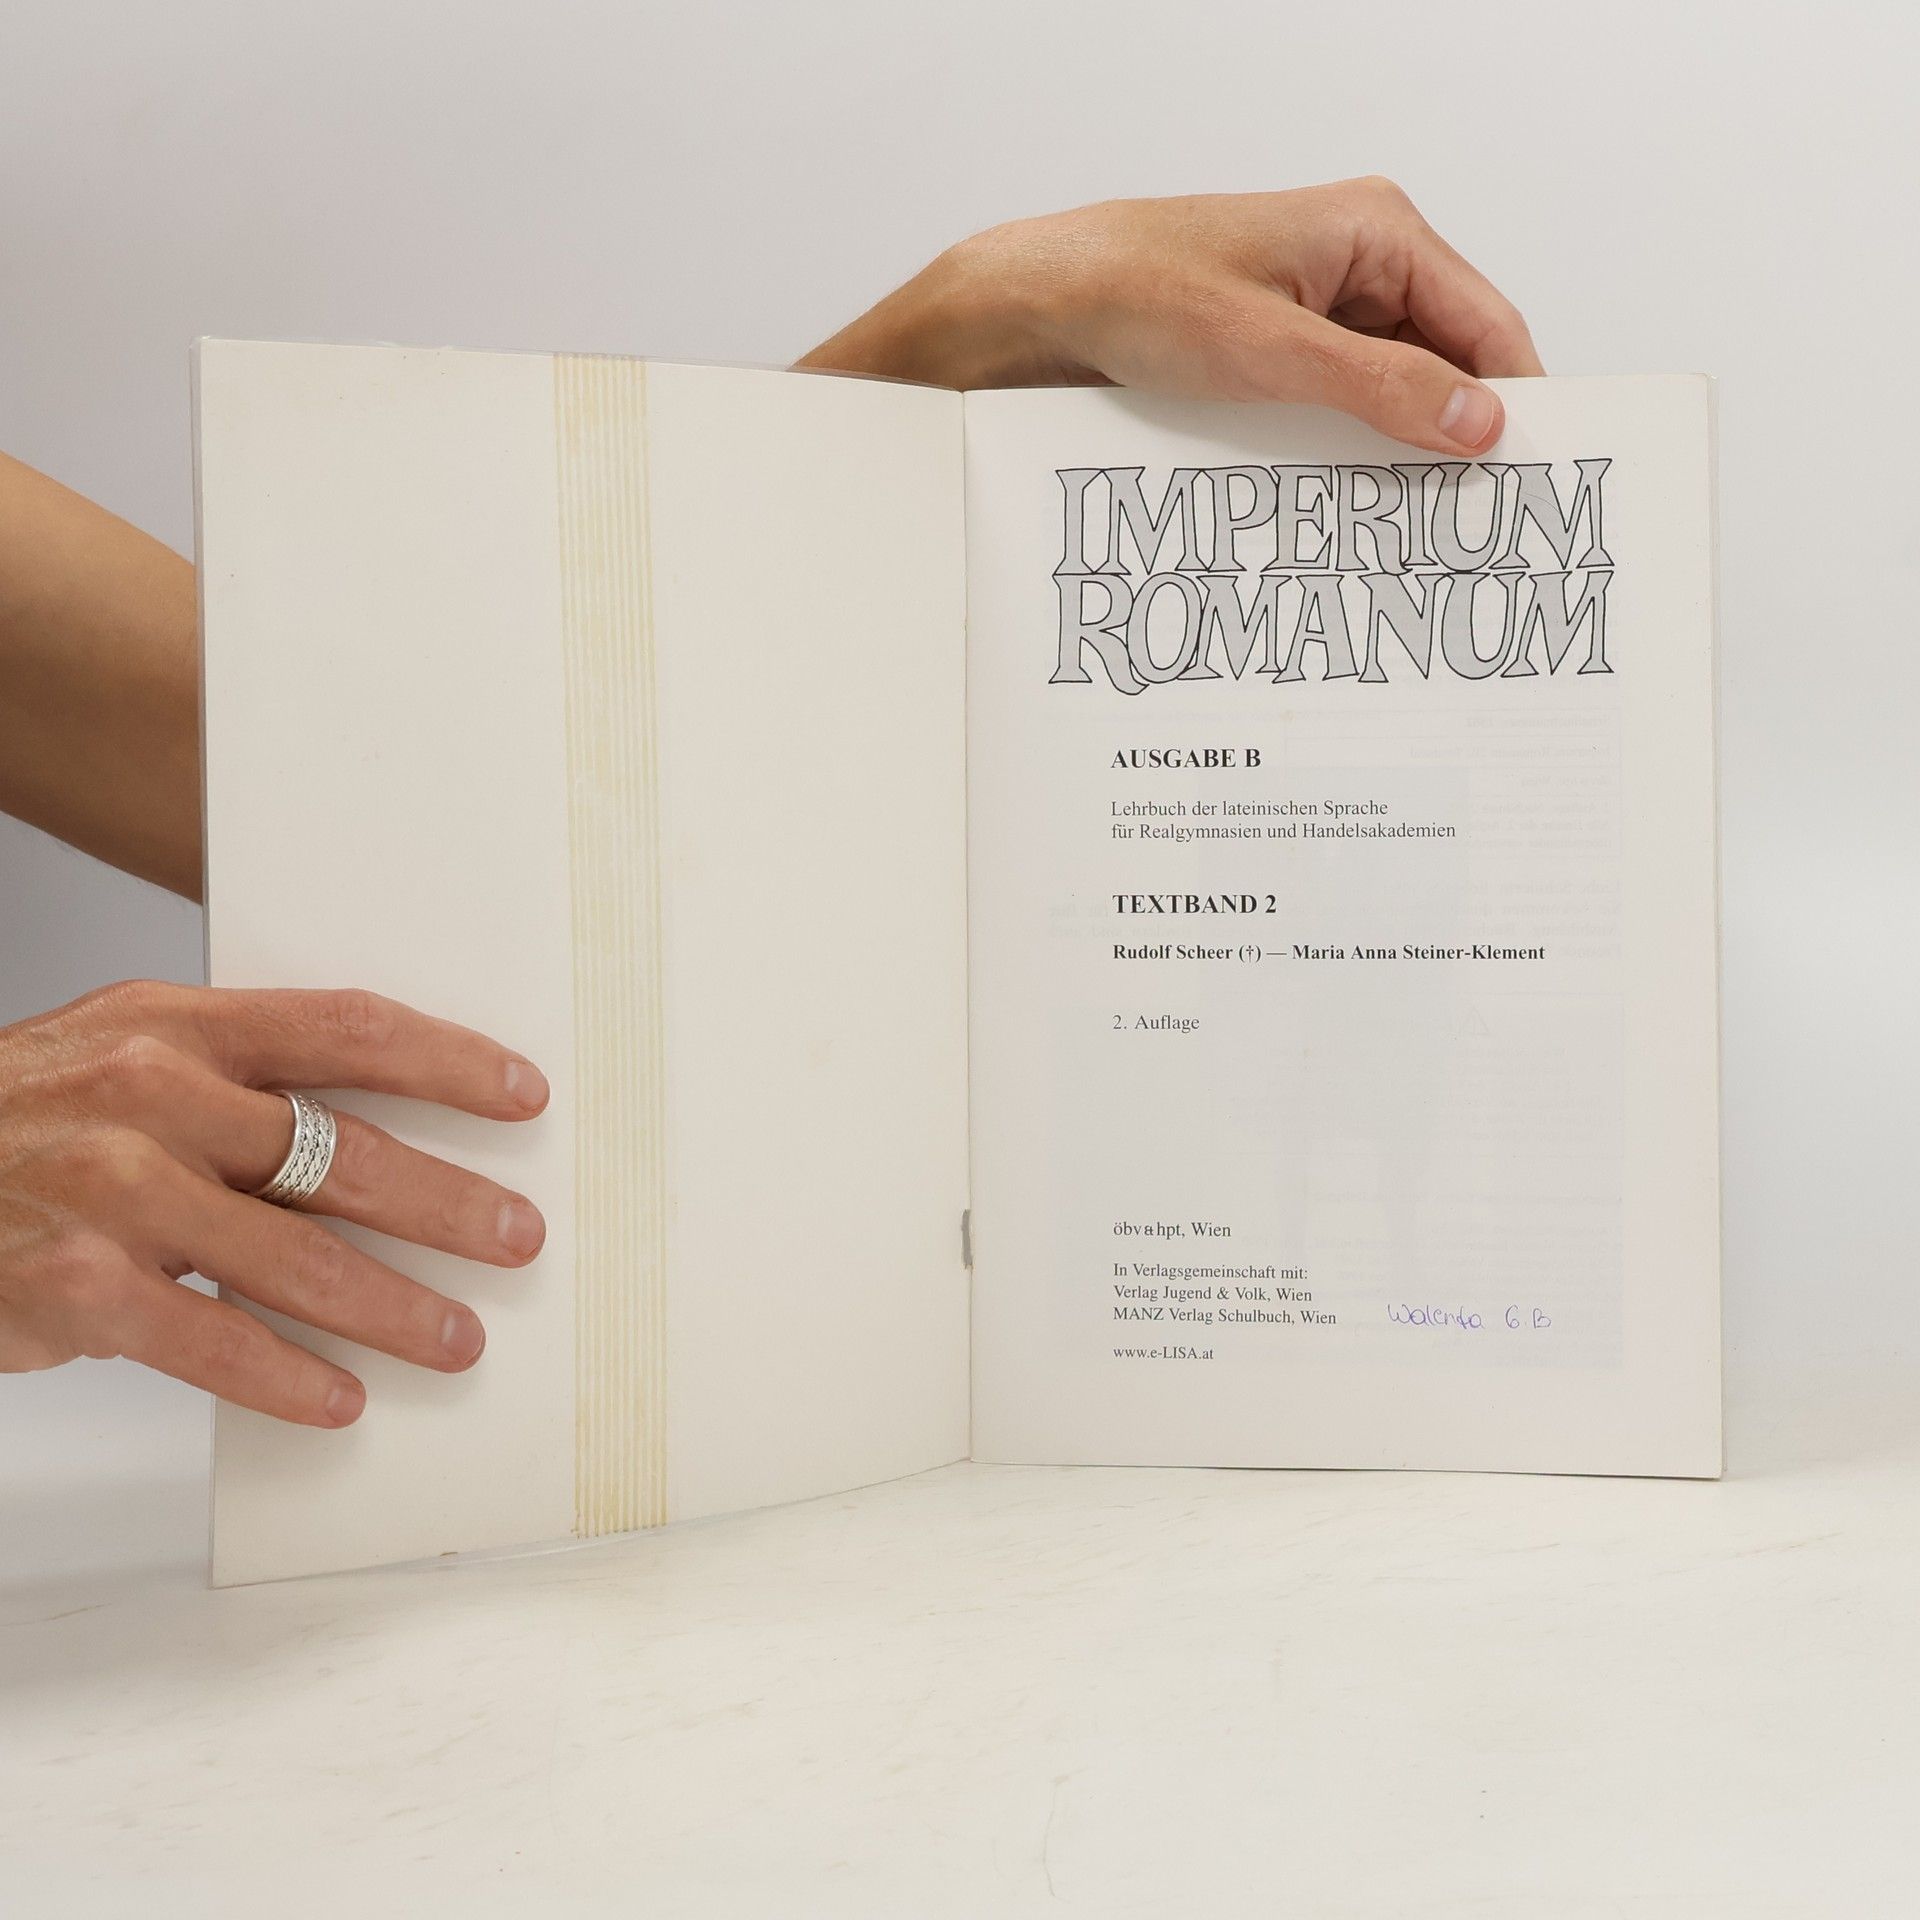 IMPERIUM
ROMANUM
AUSGABE B
Lehrbuch der lateinischen Sprache
für Realgymnasien und Handelsakademien
TEXTBAND 2
Rudolf Scheer (†) — Maria Anna Steiner-Klement
2. Auflage
öbv&hpt, Wien
In Verlagsgemeinschaft mit:
Verlag Jugend & Volk, Wien
MANZ Verlag Schulbuch, Wien
Walenta 6.B
www.e-LISA.at